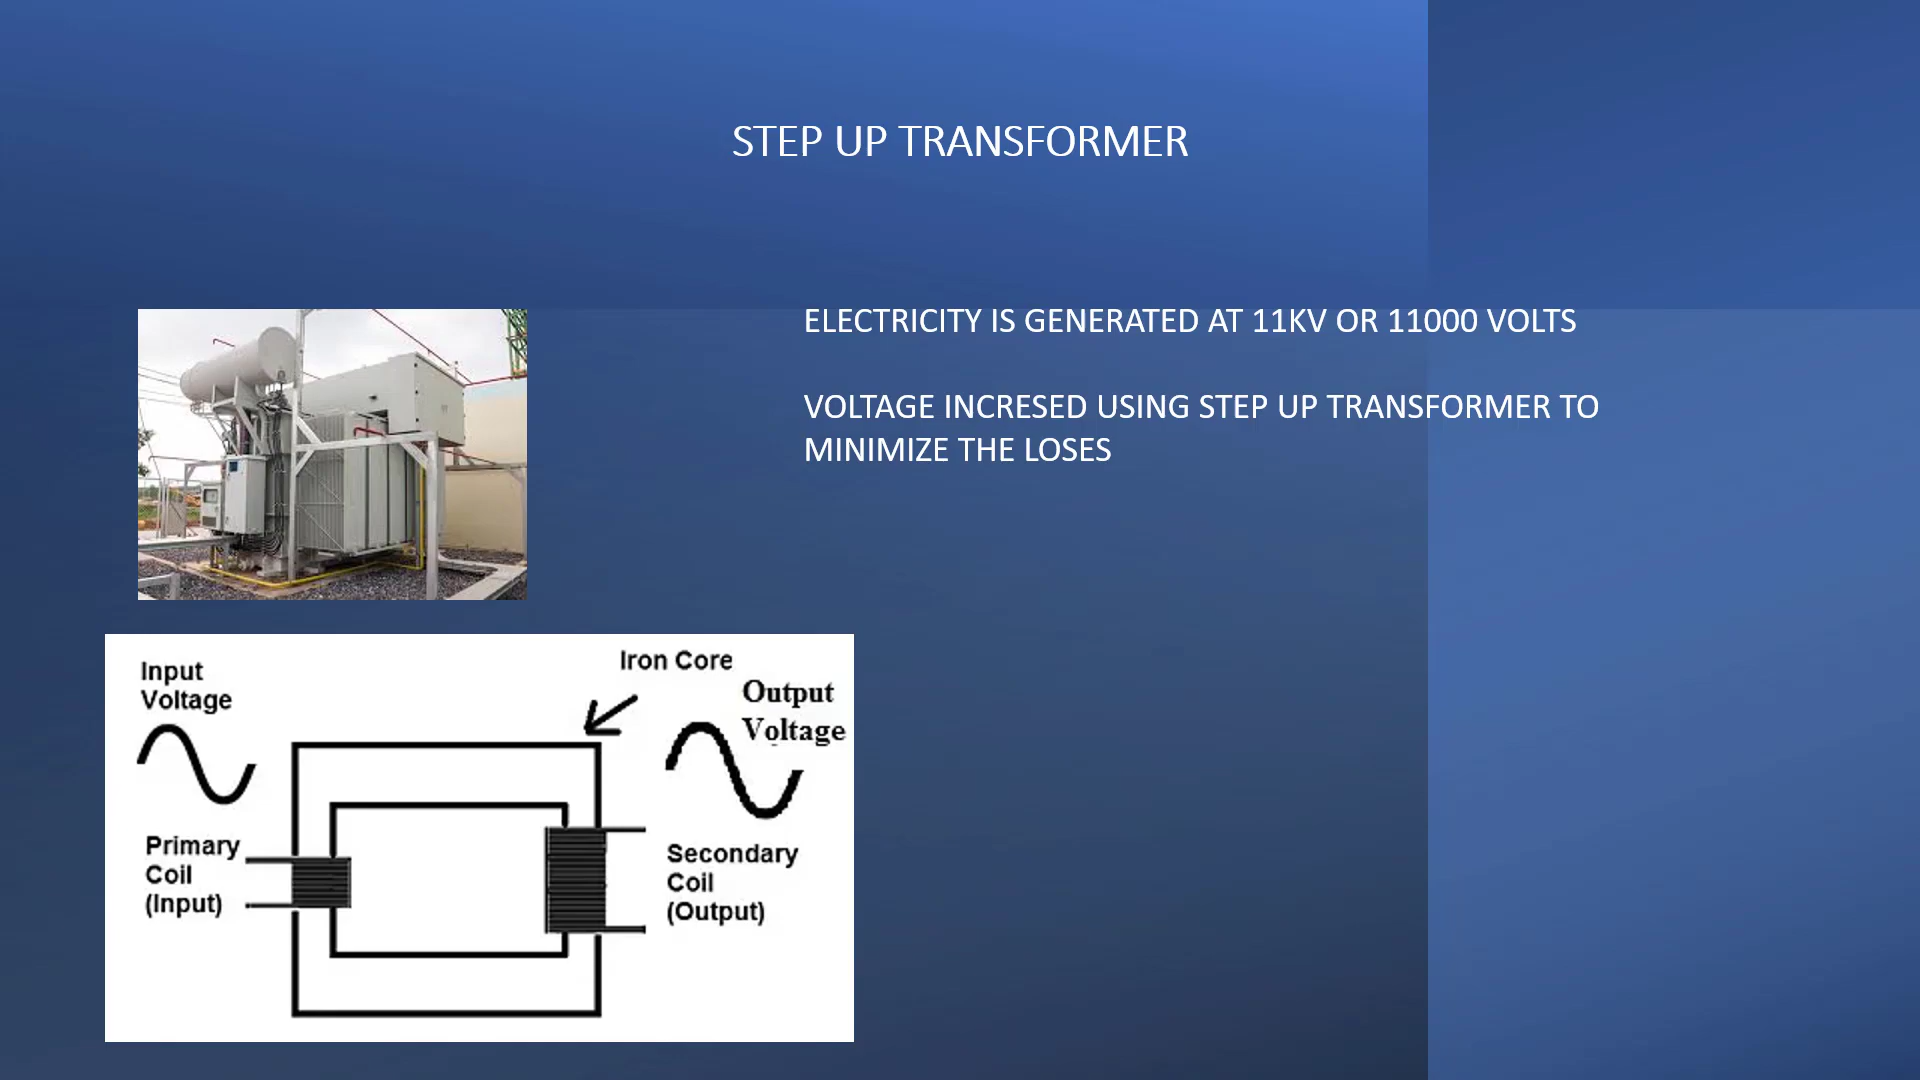 STEP UP TRANSFORMER
ELECTRICITY IS GENERATED AT 11KV OR 11000 VOLTS
VOLTAGE INCRESED USING STEP UP TRANSFORMER TO
MINIMIZE THE LOSES
Input
Voltage
Iron Core
Output
Voltage
Primary
Coil
(Input)
Secondary
Coil
(Output)